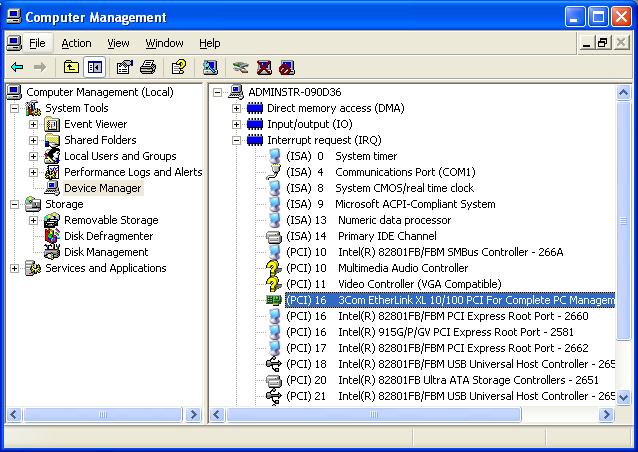 Computer Management
File Action View Window Help
Computer Management (Local)
System Tools
Event Viewer
Shared Folders
Local Users and Groups
Performance Logs and Alerts
Device Manager
Storage
Removable Storage
Disk Defragmenter
Disk Management
Services and Applications
ADMINSTR-090D36
Direct memory access (DMA)
Input/output (IO)
Interrupt request (IRQ)
(ISA) 0 System timer
(ISA) 4 Communications Port (COM1)
(ISA) 8 System CMOS/real time clock
(ISA) 9 Microsoft ACPI-Compliant System
(ISA) 13 Numeric data processor
(ISA) 14 Primary IDE Channel
(PCI) 10 Intel(R) 82801FB/FBM SMBus Controller - 266A
(PCI) 10 Multimedia Audio Controller
(PCI) 11 Video Controller (VGA Compatible)
(PCI) 16 3Com EtherLink XL 10/100 PCI For Complete PC Managem
(PCI) 16 Intel(R) 82801FB/FBM PCI Express Root Port - 2660
(PCI) 16 Intel(R) 915G/P/GV PCI Express Root Port - 2581
(PCI) 17 Intel(R) 82801FB/FBM PCI Express Root Port - 2662
(PCI) 18 Intel(R) 82801FB/FBM USB Universal Host Controller - 265
(PCI) 20 Intel(R) 82801FB Ultra ATA Storage Controllers - 2651
(PCI) 21 Intel(R) 82801FB/FBM USB Universal Host Controller - 265